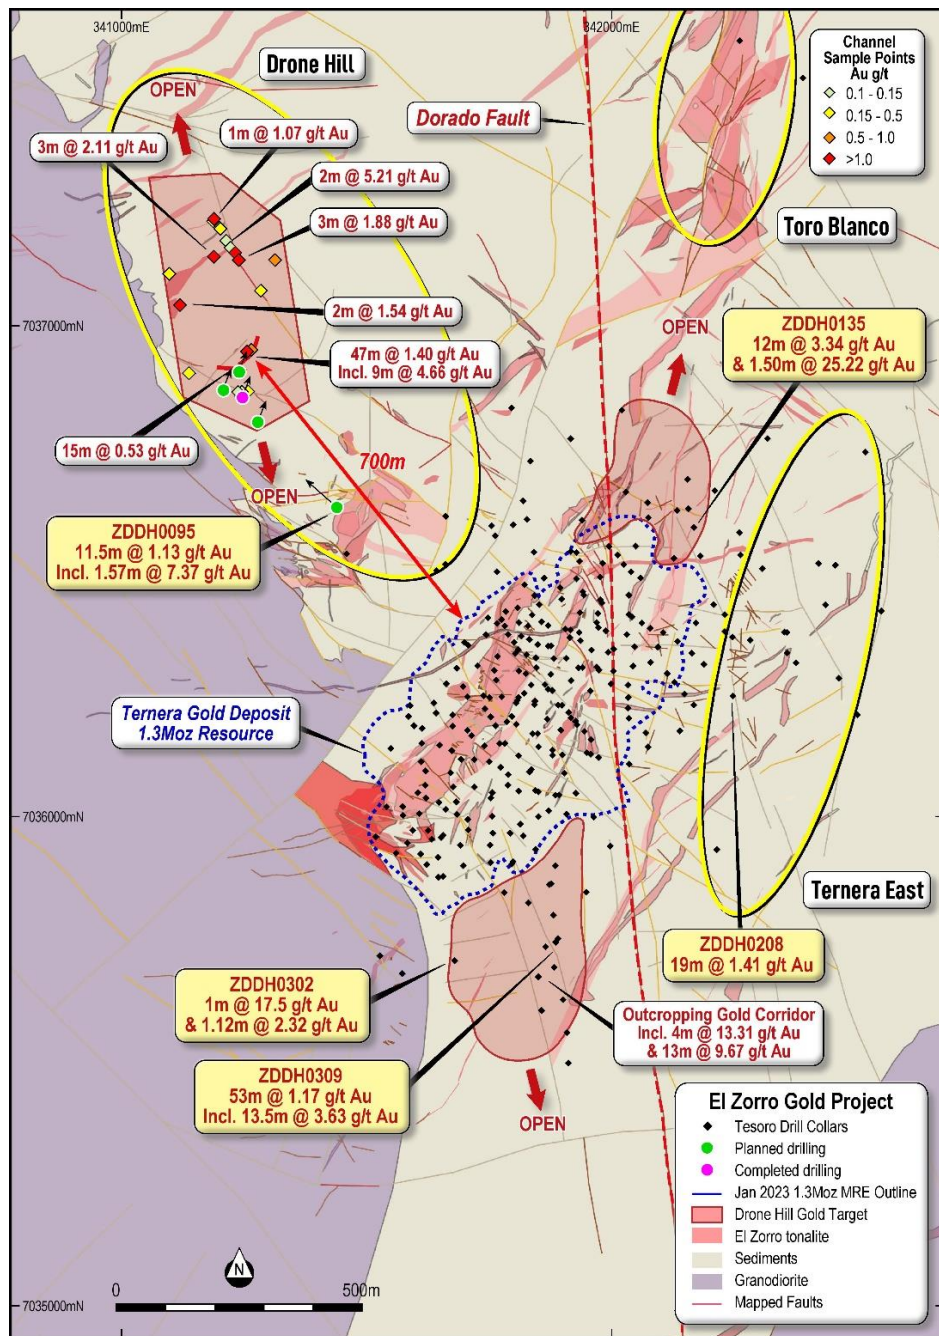 341000mE
342000mE
Drone Hill
OPEN
Channel
Sample Points
Au g/t
0.1 - 0.15
0.15 - 0.5
0.5 - 1.0
>1.0
1m @ 1.07 g/t Au
Dorado Fault
3m @ 2.11 g/t Au
2m @ 5.21 g/t Au
3m @ 1.88 g/t Au
Toro Blanco
2m @ 1.54 g/t Au
7037000mN
OPEN
ZDDH0135
12m @ 3.34 g/t Au
& 1.50m @ 25.22 g/t Au
47m @ 1.40 g/t Au
Incl. 9m @ 4.66 g/t Au
15m @ 0.53 g/t Au
700m
OPEN
ZDDH0095
11.5m @ 1.13 g/t Au
Incl. 1.57m @ 7.37 g/t Au
Ternera Gold Deposit
1.3Moz Resource
7036000mN
Ternera East
ZDDH0208
19m @ 1.41 g/t Au
ZDDH0302
1m @ 17.5 g/t Au
& 1.12m @ 2.32 g/t Au
Outcropping Gold Corridor
Incl. 4m @ 13.31 g/t Au
& 13m @ 9.67 g/t Au
ZDDH0309
53m @ 1.17 g/t Au
Incl. 13.5m @ 3.63 g/t Au
OPEN
El Zorro Gold Project
Tesoro Drill Collars
Planned drilling
Completed drilling
Jan 2023 1.3Moz MRE Outline
Drone Hill Gold Target
El Zorro tonalite
Sediments
Granodiorite
Mapped Faults
N
0
500m
7035000mN